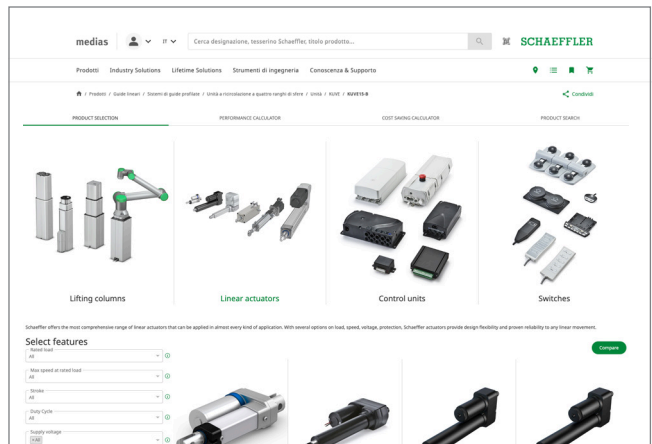 medias
IT
Cerca designazione, tesserino Schaeffler, titolo prodotto...
SCHAEFFLER
Prodotti Industry Solutions Lifetime Solutions Strumenti di ingegneria Conoscenza & Supporto
/ Prodotti / Guide lineari / Sistemi di guide profilate / Unità a ricircolazione a quattro ranghi di sfere / Unità / KUVE / KUVE15-B
Condividi
PRODUCT SELECTION PERFORMANCE CALCULATOR COST SAVING CALCULATOR PRODUCT SEARCH
Lifting columns Linear actuators Control units Switches
Schaeffler offers the most comprehensive range of linear actuators that can be applied in almost every kind of application. With several options on load, speed, voltage, protection, Schaeffler actuators provide design flexibility and proven reliability to any linear movement.
Select features
Compare
Rated load
All
Max speed at rated load
All
Stroke
All
Duty Cycle
All
Supply voltage
× All